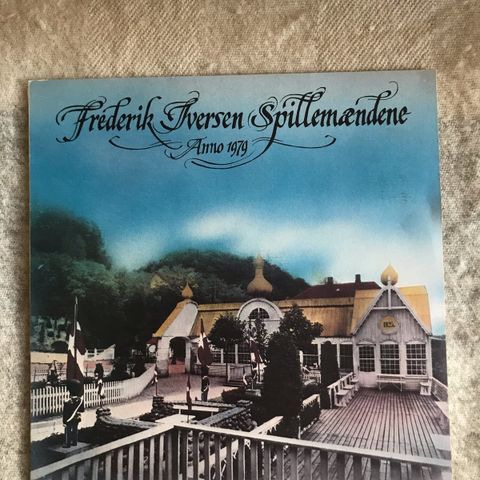 Frederik Iversen Spillemændene
Anno 1979